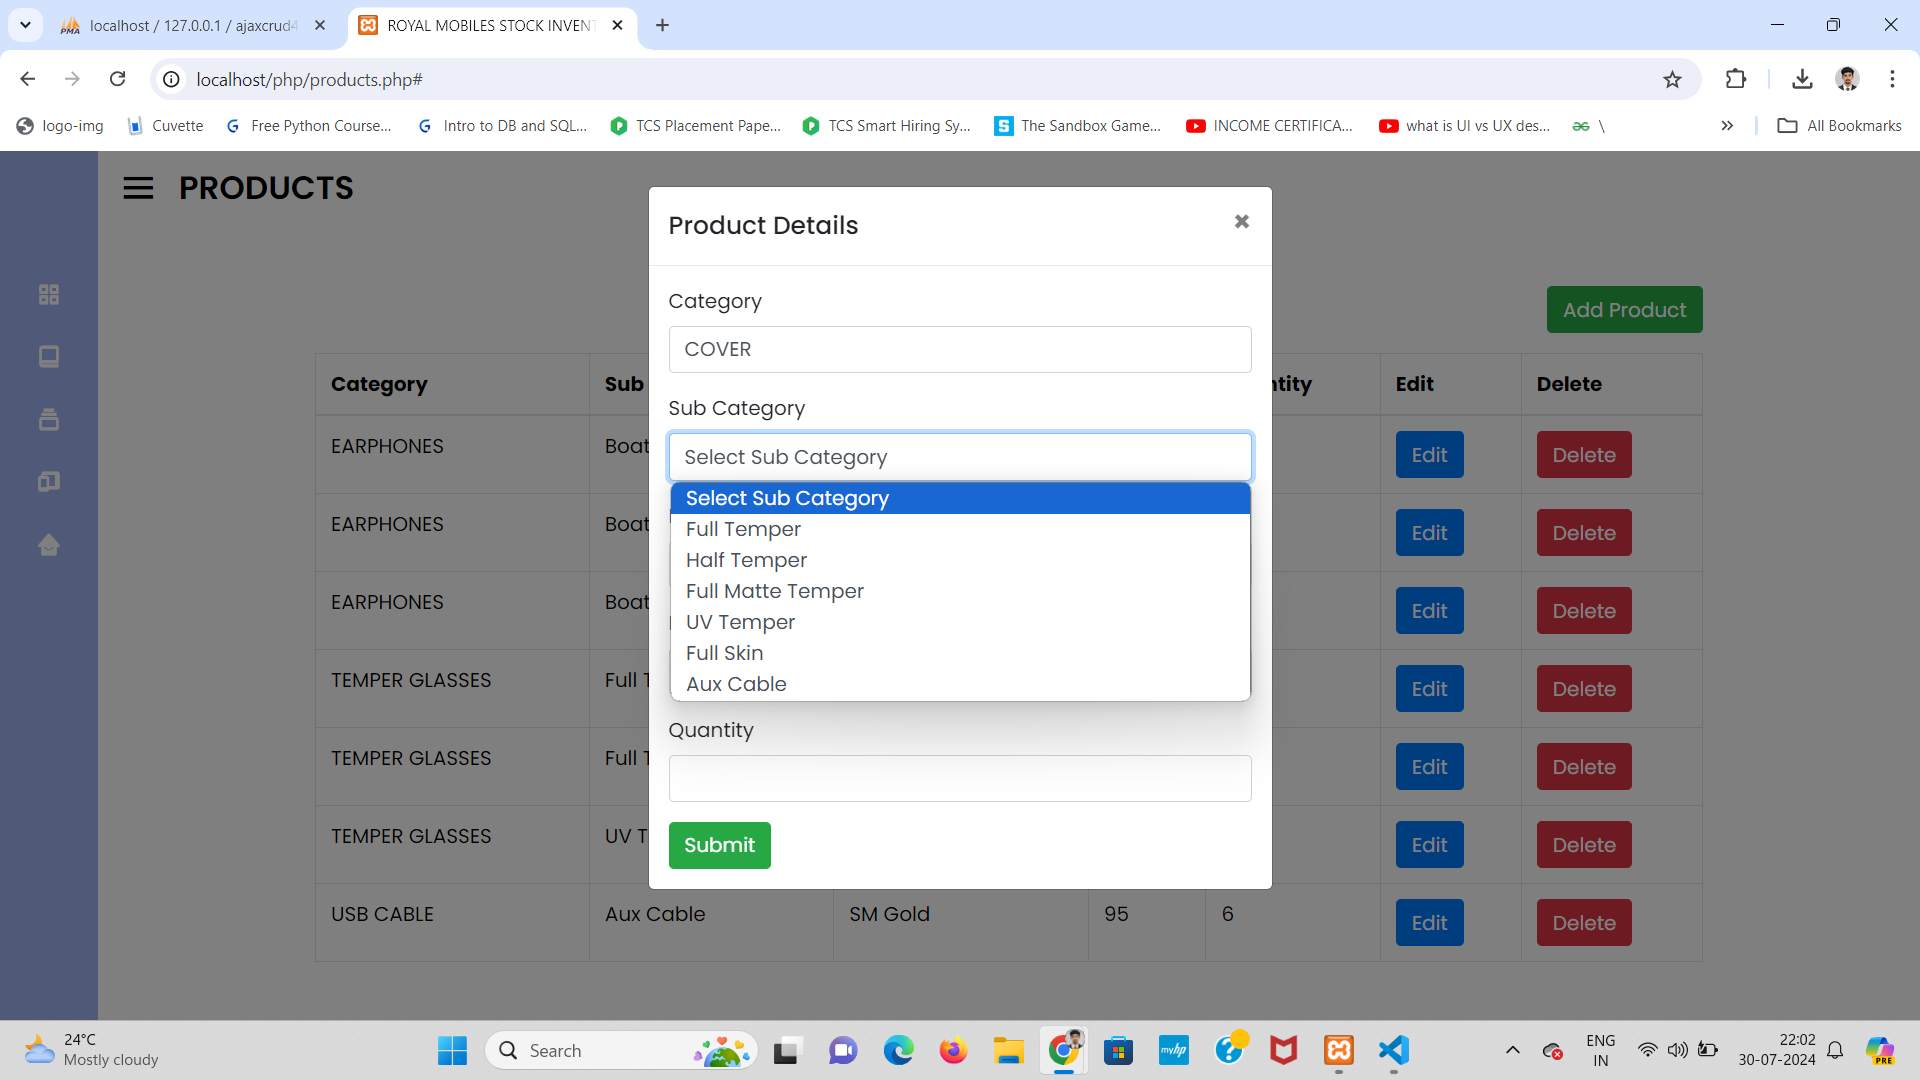 localhost / 127.0.0.1 / ajaxcrud4
ROYAL MOBILES STOCK INVENT
localhost/php/products.php#
logo-img
Cuvette
Free Python Course...
Intro to DB and SQL...
TCS Placement Pape...
TCS Smart Hiring Sy...
The Sandbox Game...
INCOME CERTIFICA...
what is UI vs UX des...
\
All Bookmarks
PRODUCTS
Product Details
Category
COVER
Sub Category
Select Sub Category
Select Sub Category
Full Temper
Half Temper
Full Matte Temper
UV Temper
Full Skin
Aux Cable
Quantity
Submit
Add Product
Category Sub ntity Edit Delete
EARPHONES Boat Edit Delete
EARPHONES Boat Edit Delete
EARPHONES Boat Edit Delete
TEMPER GLASSES Full T Edit Delete
TEMPER GLASSES Full T Edit Delete
TEMPER GLASSES UV T Edit Delete
USB CABLE Aux Cable SM Gold 95 6 Edit Delete
24°C
Mostly cloudy
Search
myhp
ENG
IN
22:02
30-07-2024
PRE